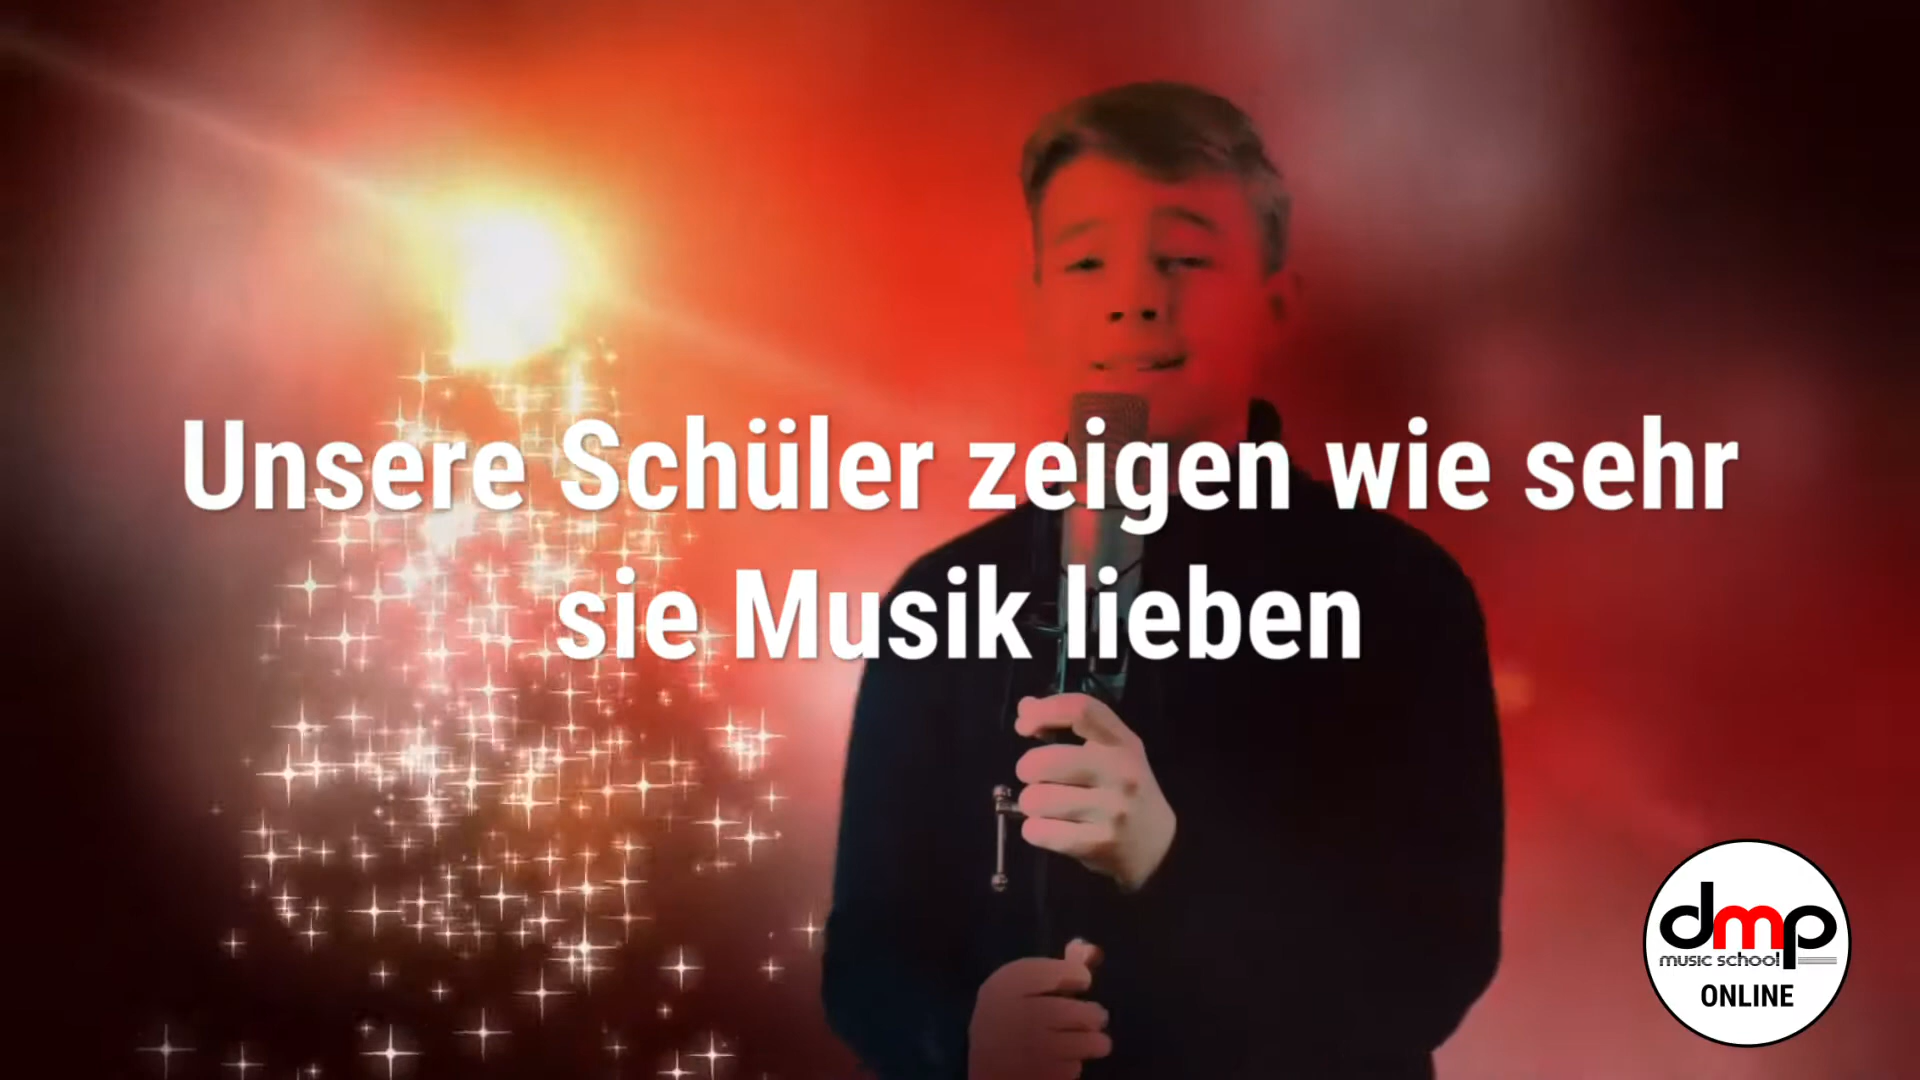 Unsere Schüler zeigen wie sehr
sie Musik lieben
dmp
music school
ONLINE